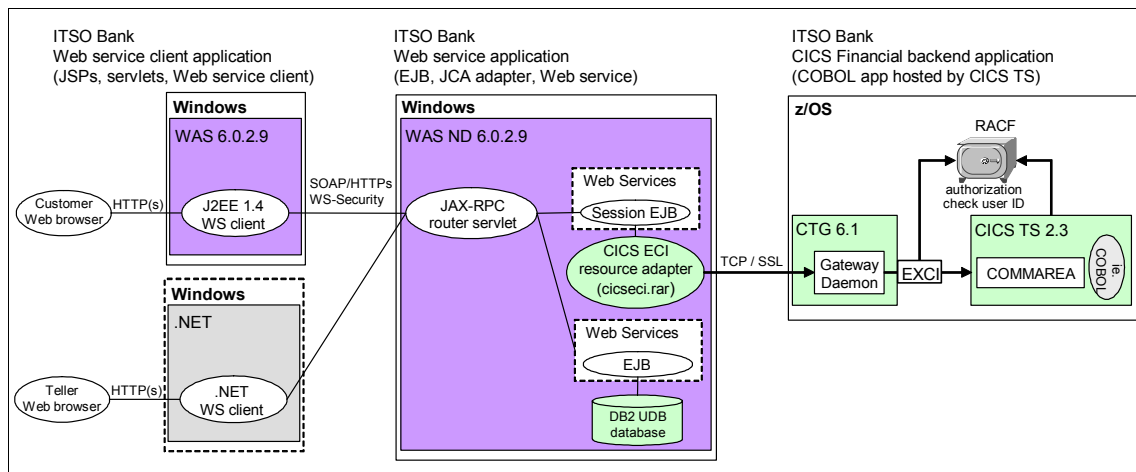 ITSO Bank
Web service client application
(JSPs, servlets, Web service client)
ITSO Bank
Web service application
(EJB, JCA adapter, Web service)
ITSO Bank
CICS Financial backend application
(COBOL app hosted by CICS TS)
Windows
WAS 6.0.2.9
Customer
Web browser
HTTP(s)
J2EE 1.4
WS client
SOAP/HTTPs
WS-Security
Windows
.NET
Teller
Web browser
HTTP(s)
.NET
WS client
Windows
WAS ND 6.0.2.9
JAX-RPC
router servlet
Web Services
Session EJB
CICS ECI
resource adapter
(cicseci.rar)
Web Services
EJB
DB2 UDB
database
TCP / SSL
z/OS
RACF
authorization
check user ID
CTG 6.1
Gateway
Daemon
EXCI
CICS TS 2.3
COMMAREA
ie.
COBOL